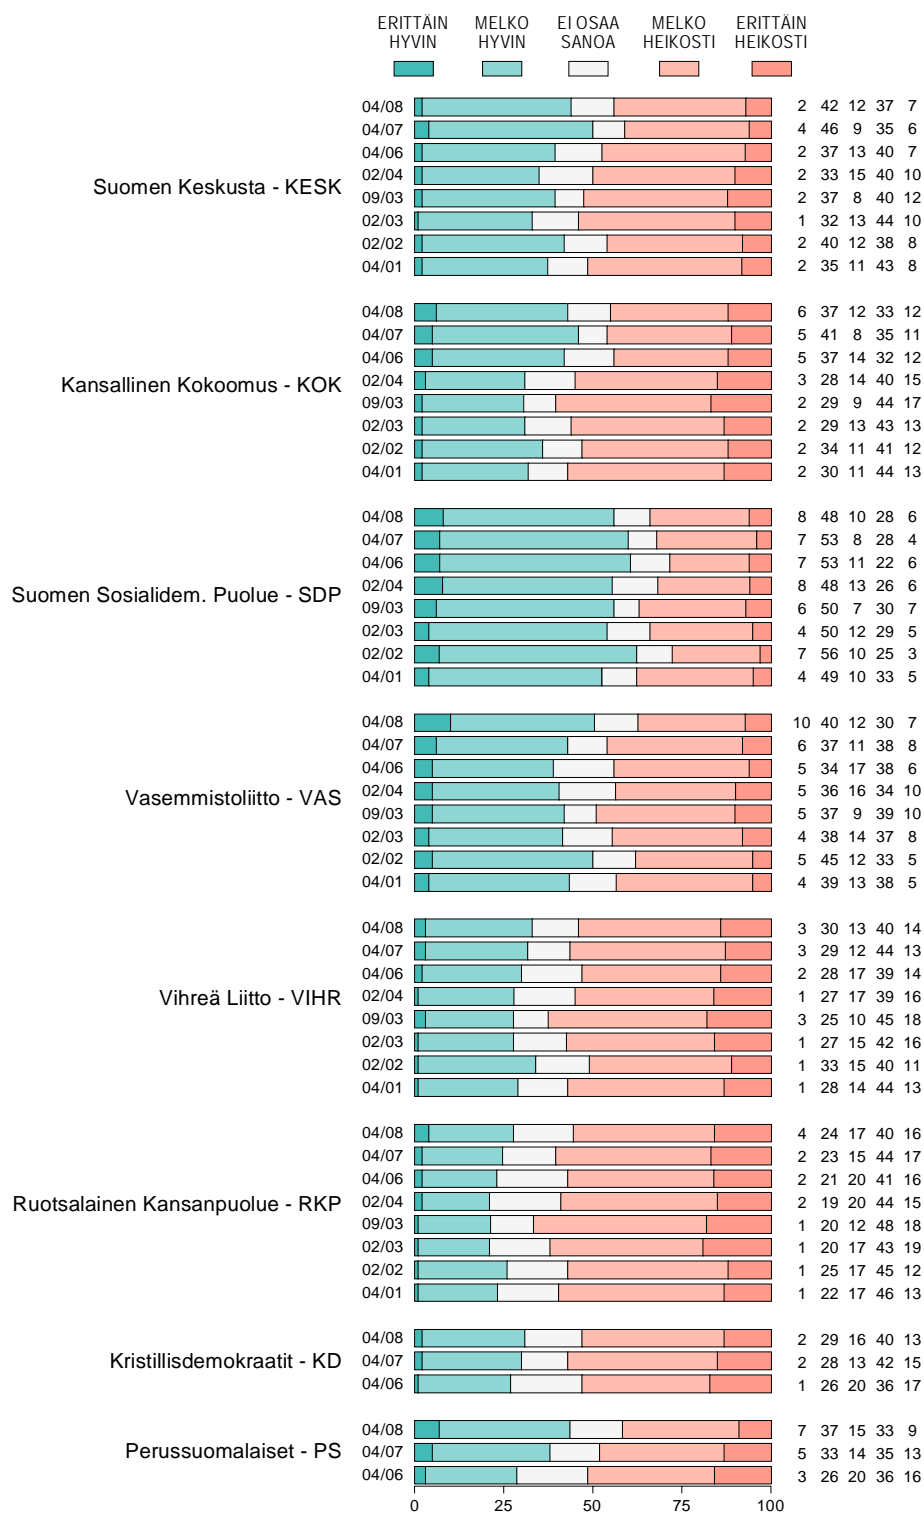 ERITTÄIN HYVIN
MELKO HYVIN
EI OSAA SANOA
MELKO HEIKOSTI
ERITTÄIN HEIKOSTI
Suomen Keskusta - KESK
04/08 2 42 12 37 7
04/07 4 46 9 35 6
04/06 2 37 13 40 7
02/04 2 33 15 40 10
09/03 2 37 8 40 12
02/03 1 32 13 44 10
02/02 2 40 12 38 8
04/01 2 35 11 43 8
Kansallinen Kokoomus - KOK
04/08 6 37 12 33 12
04/07 5 41 8 35 11
04/06 5 37 14 32 12
02/04 3 28 14 40 15
09/03 2 29 9 44 17
02/03 2 29 13 43 13
02/02 2 34 11 41 12
04/01 2 30 11 44 13
Suomen Sosialidem. Puolue - SDP
04/08 8 48 10 28 6
04/07 7 53 8 28 4
04/06 7 53 11 22 6
02/04 8 48 13 26 6
09/03 6 50 7 30 7
02/03 4 50 12 29 5
02/02 7 56 10 25 3
04/01 4 49 10 33 5
Vasemmistoliitto - VAS
04/08 10 40 12 30 7
04/07 6 37 11 38 8
04/06 5 34 17 38 6
02/04 5 36 16 34 10
09/03 5 37 9 39 10
02/03 4 38 14 37 8
02/02 5 45 12 33 5
04/01 4 39 13 38 5
Vihreä Liitto - VIHR
04/08 3 30 13 40 14
04/07 3 29 12 44 13
04/06 2 28 17 39 14
02/04 1 27 17 39 16
09/03 3 25 10 45 18
02/03 1 27 15 42 16
02/02 1 33 15 40 11
04/01 1 28 14 44 13
Ruotsalainen Kansanpuolue - RKP
04/08 4 24 17 40 16
04/07 2 23 15 44 17
04/06 2 21 20 41 16
02/04 2 19 20 44 15
09/03 1 20 12 48 18
02/03 1 20 17 43 19
02/02 1 25 17 45 12
04/01 1 22 17 46 13
Kristillisdemokraatit - KD
04/08 2 29 16 40 13
04/07 2 28 13 42 15
04/06 1 26 20 36 17
Perussuomalaiset - PS
04/08 7 37 15 33 9
04/07 5 33 14 35 13
04/06 3 26 20 36 16
0 25 50 75 100